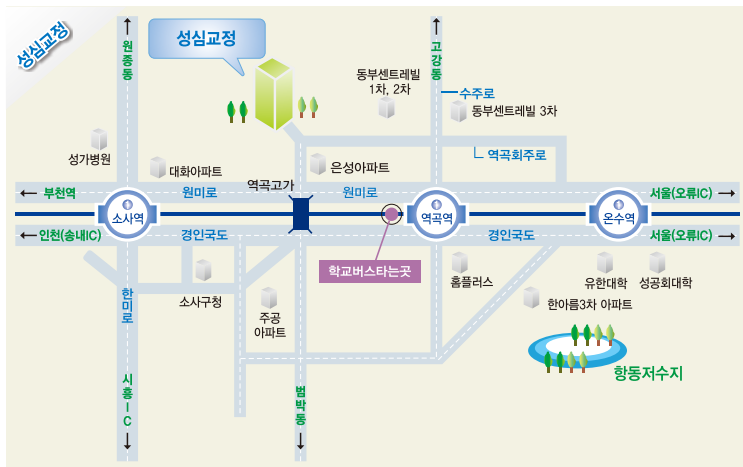 성심교정
성심교정
원종동
고강동
동부센트레빌
1차, 2차
수주로
동부센트레빌 3차
성가병원
대화아파트
은성아파트
역곡회주로
역곡고가
부천역
원미로
원미로
서울(오류IC)
소사역
역곡역
온수역
인천(송내IC)
경인국도
경인국도
서울(오류IC)
학교버스타는곳
한미로
소사구청
주공
아파트
홈플러스
유한대학
성공회대학
한아름3차 아파트
항동저수지
시흥IC
범박동